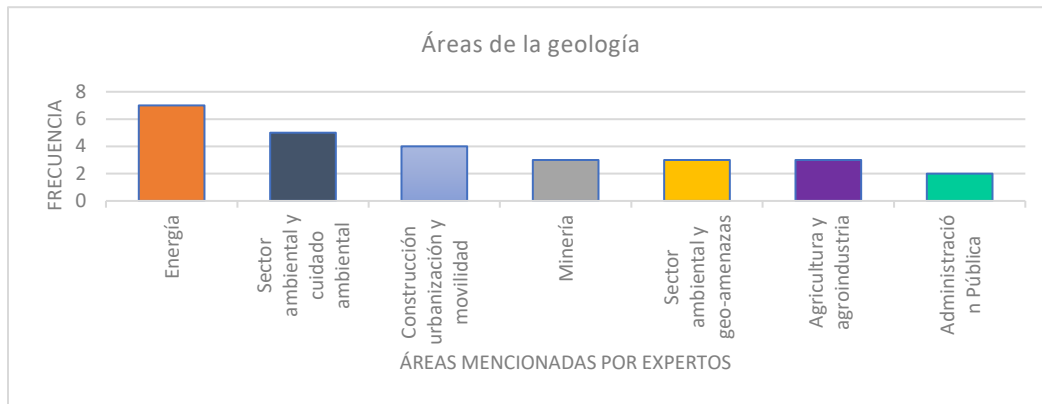 Áreas de la geología
FRECUENCIA
8
6
4
2
0
Energía
Sector
ambiental y
cuidado
ambiental
Construcción
urbanización y
movilidad
Minería
Sector
ambiental y
geo-amenazas
Agricultura y
agroindustria
Administració
n Pública
ÁREAS MENCIONADAS POR EXPERTOS